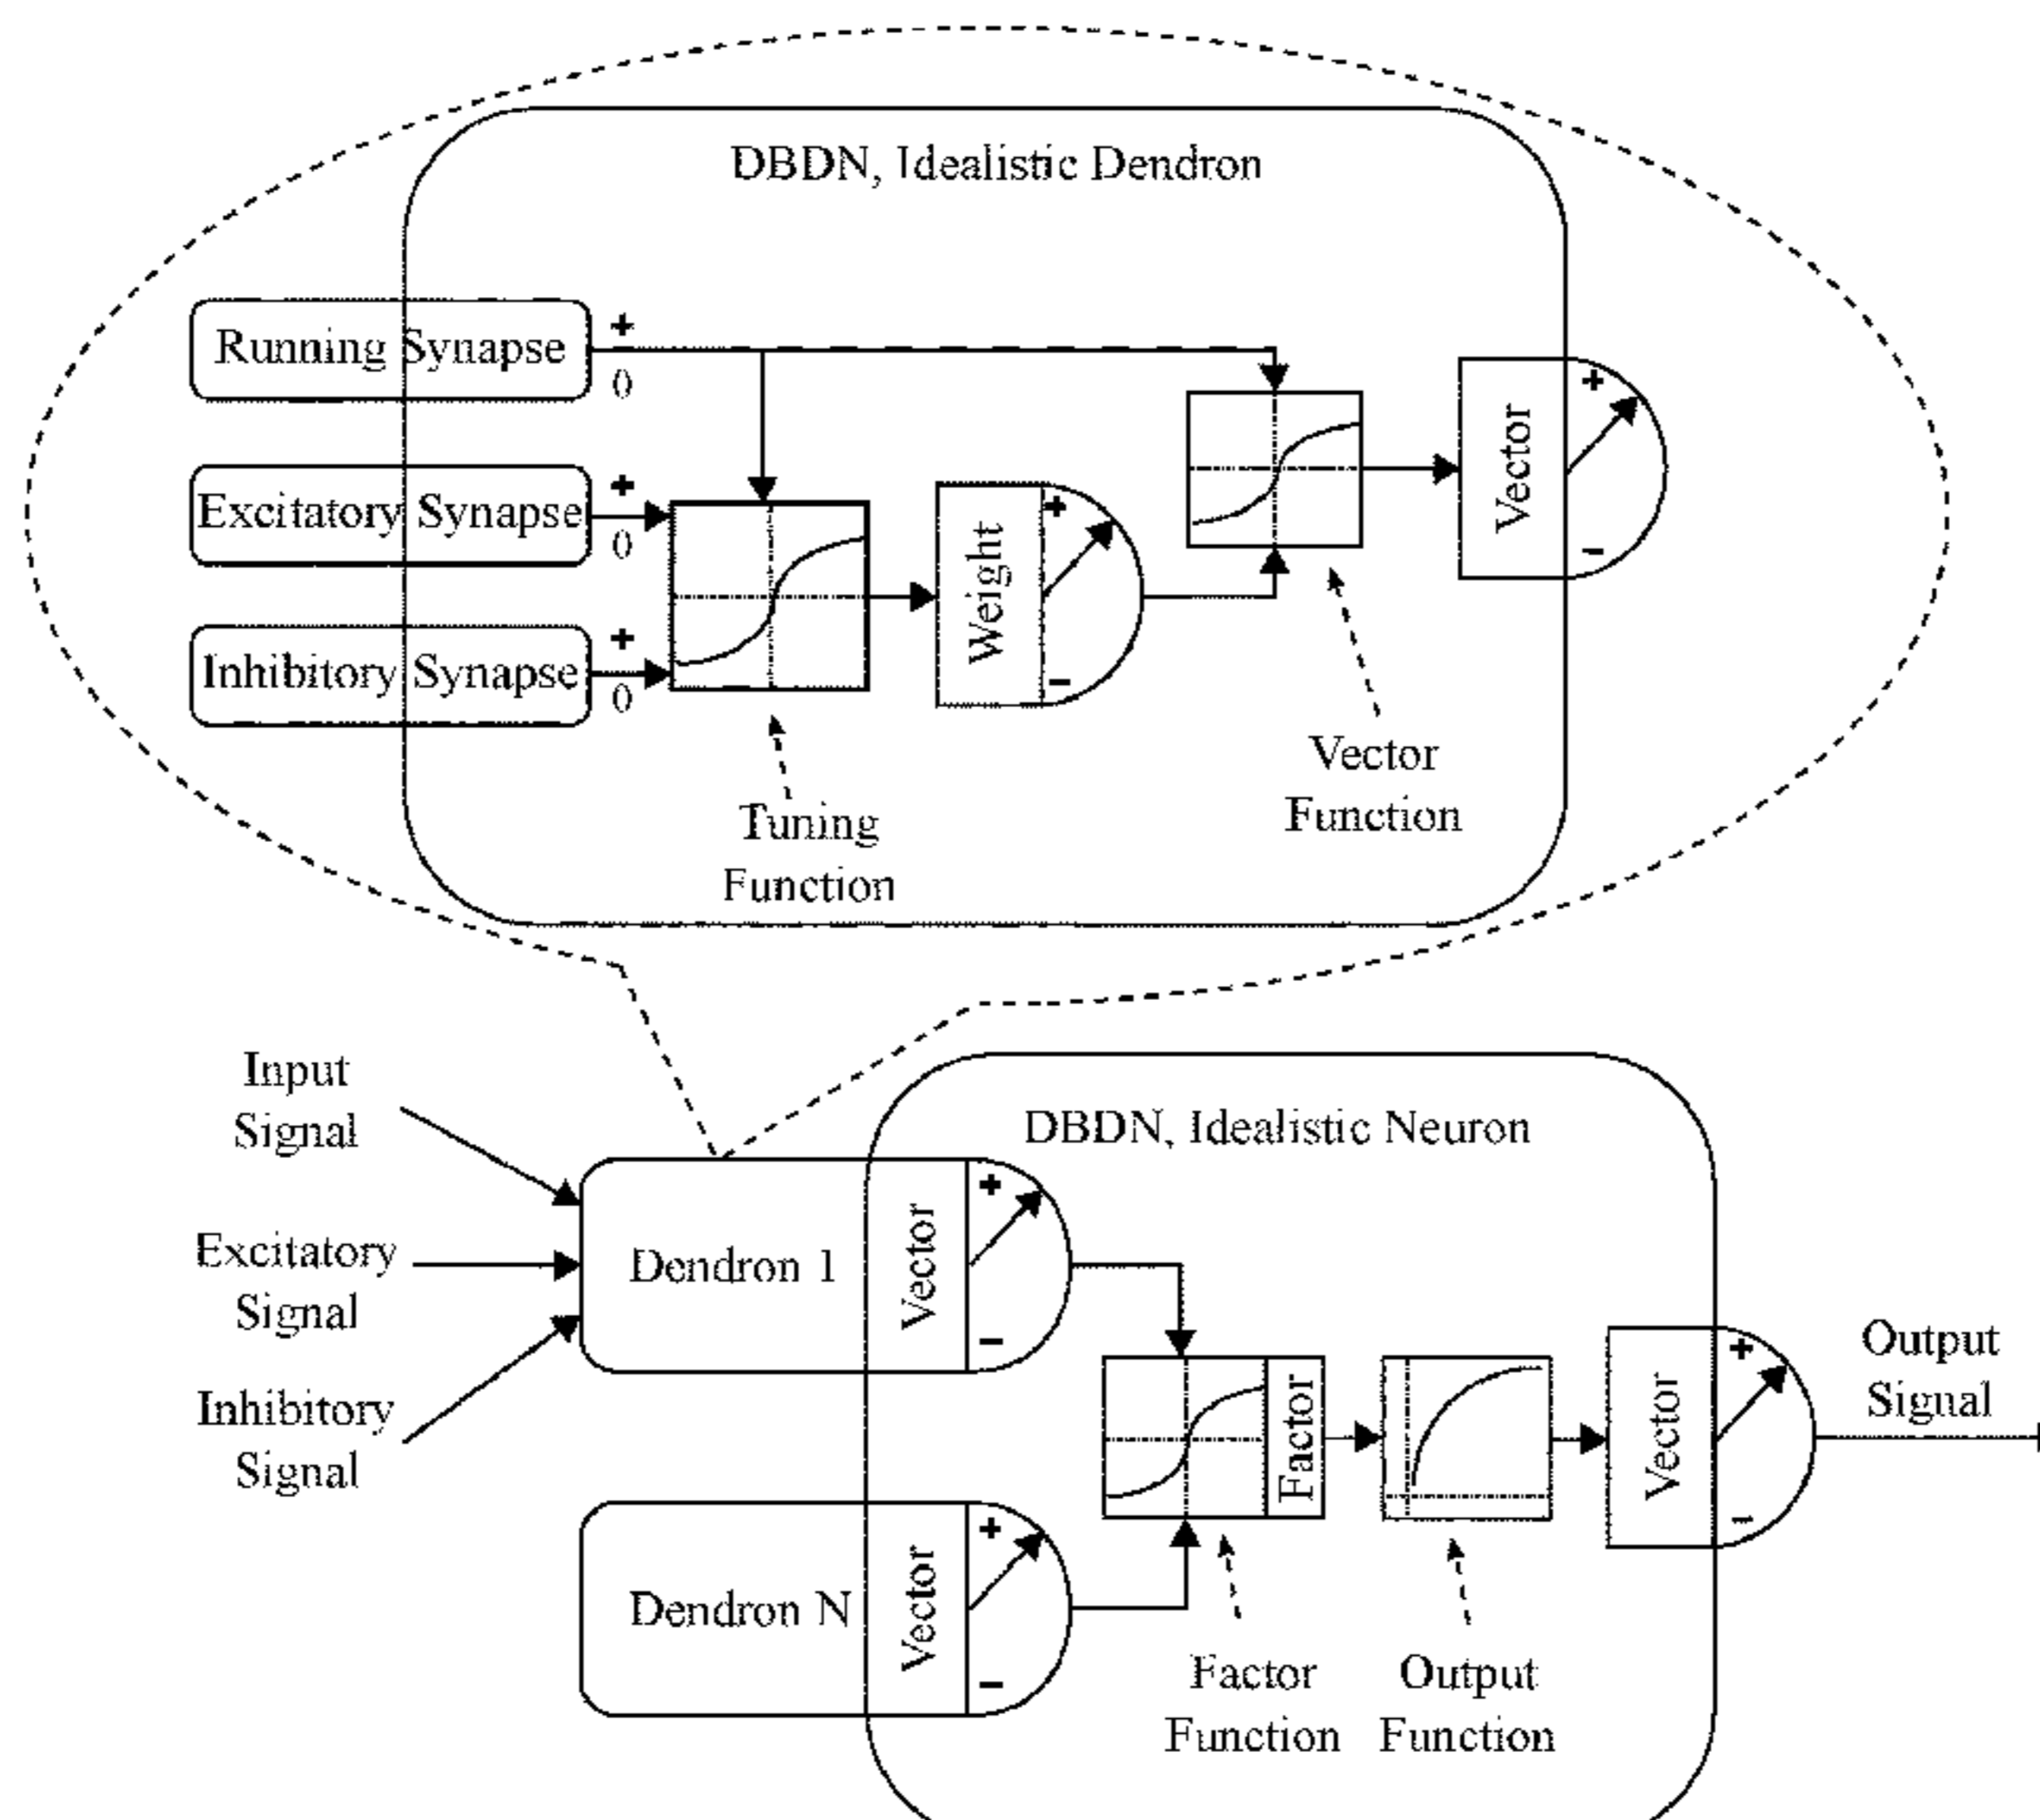 DBDN, Idealistic Dendron
Running Synapse
+
0
Excitatory Synapse
+
0
Inhibitory Synapse
+
0
Weight
+
−
Vector
+
−
Tuning
Function
Vector
Function
Input
Signal
Excitatory
Signal
Inhibitory
Signal
DBDN, Idealistic Neuron
Dendron 1
Vector
+
−
Dendron N
Vector
+
−
Factor
Vector
+
−
Output
Signal
Factor
Function
Output
Function